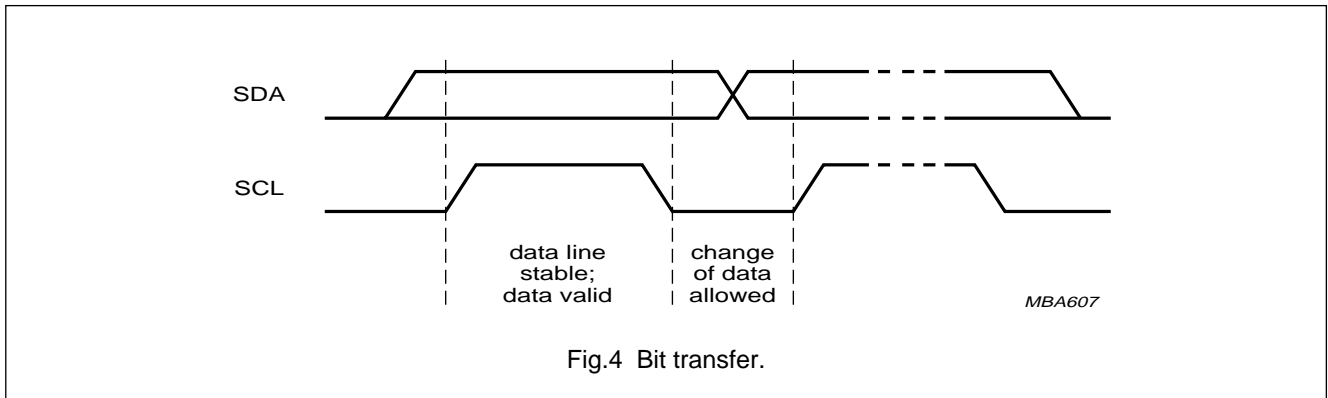 SDA
SCL
data line
stable;
data valid
change
of data
allowed
MBA607
Fig.4 Bit transfer.